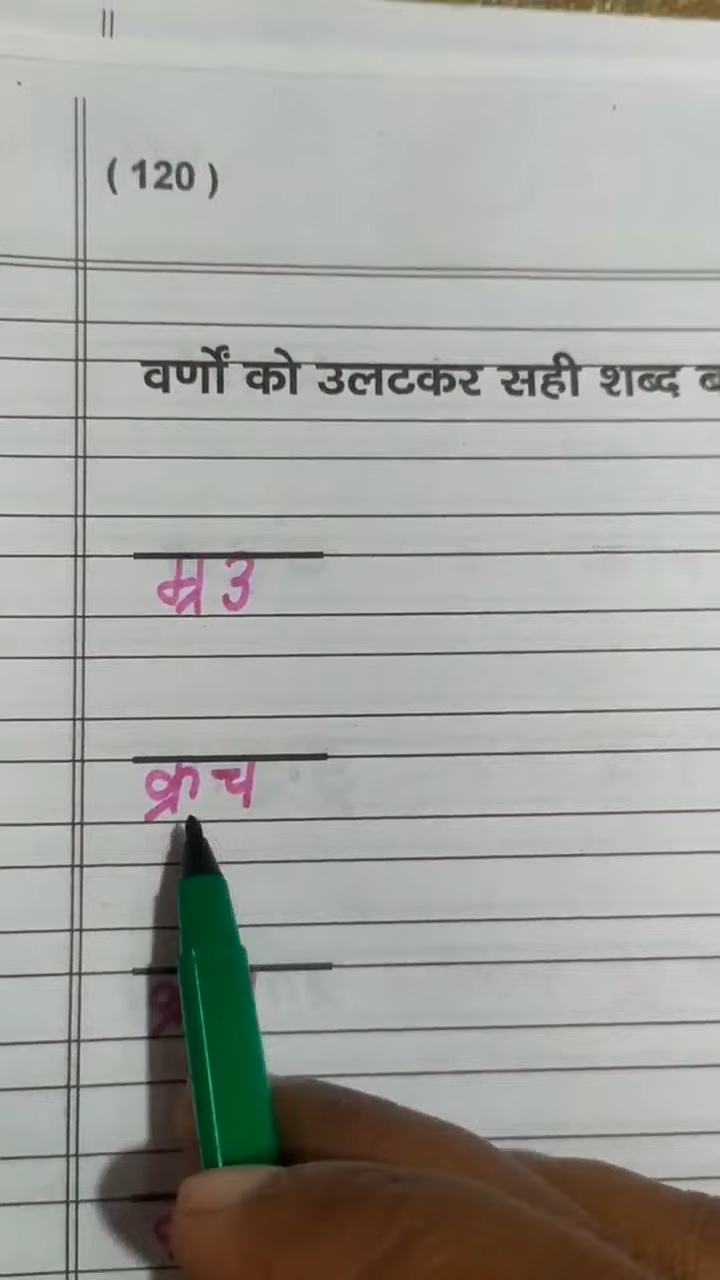 ( 120 )
वर्णों को उलटकर सही शब्द
म्र उ
क्र च